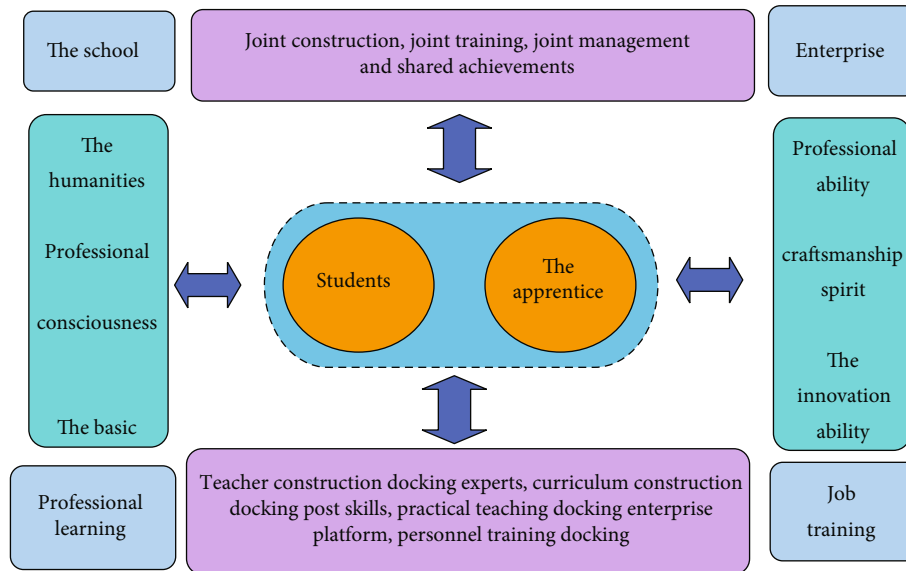 The school
Joint construction, joint training, joint management
and shared achievements
Enterprise
The
humanities
Professional
consciousness
The basic
Students
The
apprentice
Professional
ability
craftsmanship
spirit
The
innovation
ability
Professional
learning
Teacher construction docking experts, curriculum construction
docking post skills, practical teaching docking enterprise
platform, personnel training docking
Job
training